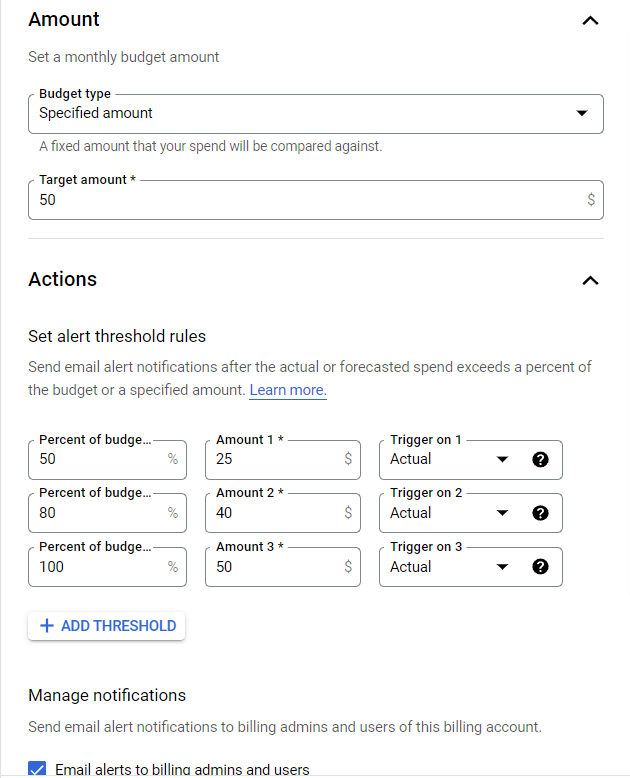 Amount
Set a monthly budget amount
Budget type
Specified amount
A fixed amount that your spend will be compared against.
Target amount *
50 $
Actions
Set alert threshold rules
Send email alert notifications after the actual or forecasted spend exceeds a percent of
the budget or a specified amount. Learn more.
Percent of budge... Amount 1 * Trigger on 1
50 % 25 $ Actual
Percent of budge... Amount 2 * Trigger on 2
80 % 40 $ Actual
Percent of budge... Amount 3 * Trigger on 3
100 % 50 $ Actual
+ ADD THRESHOLD
Manage notifications
Send email alert notifications to billing admins and users of this billing account.
Email alerts to billing admins and users